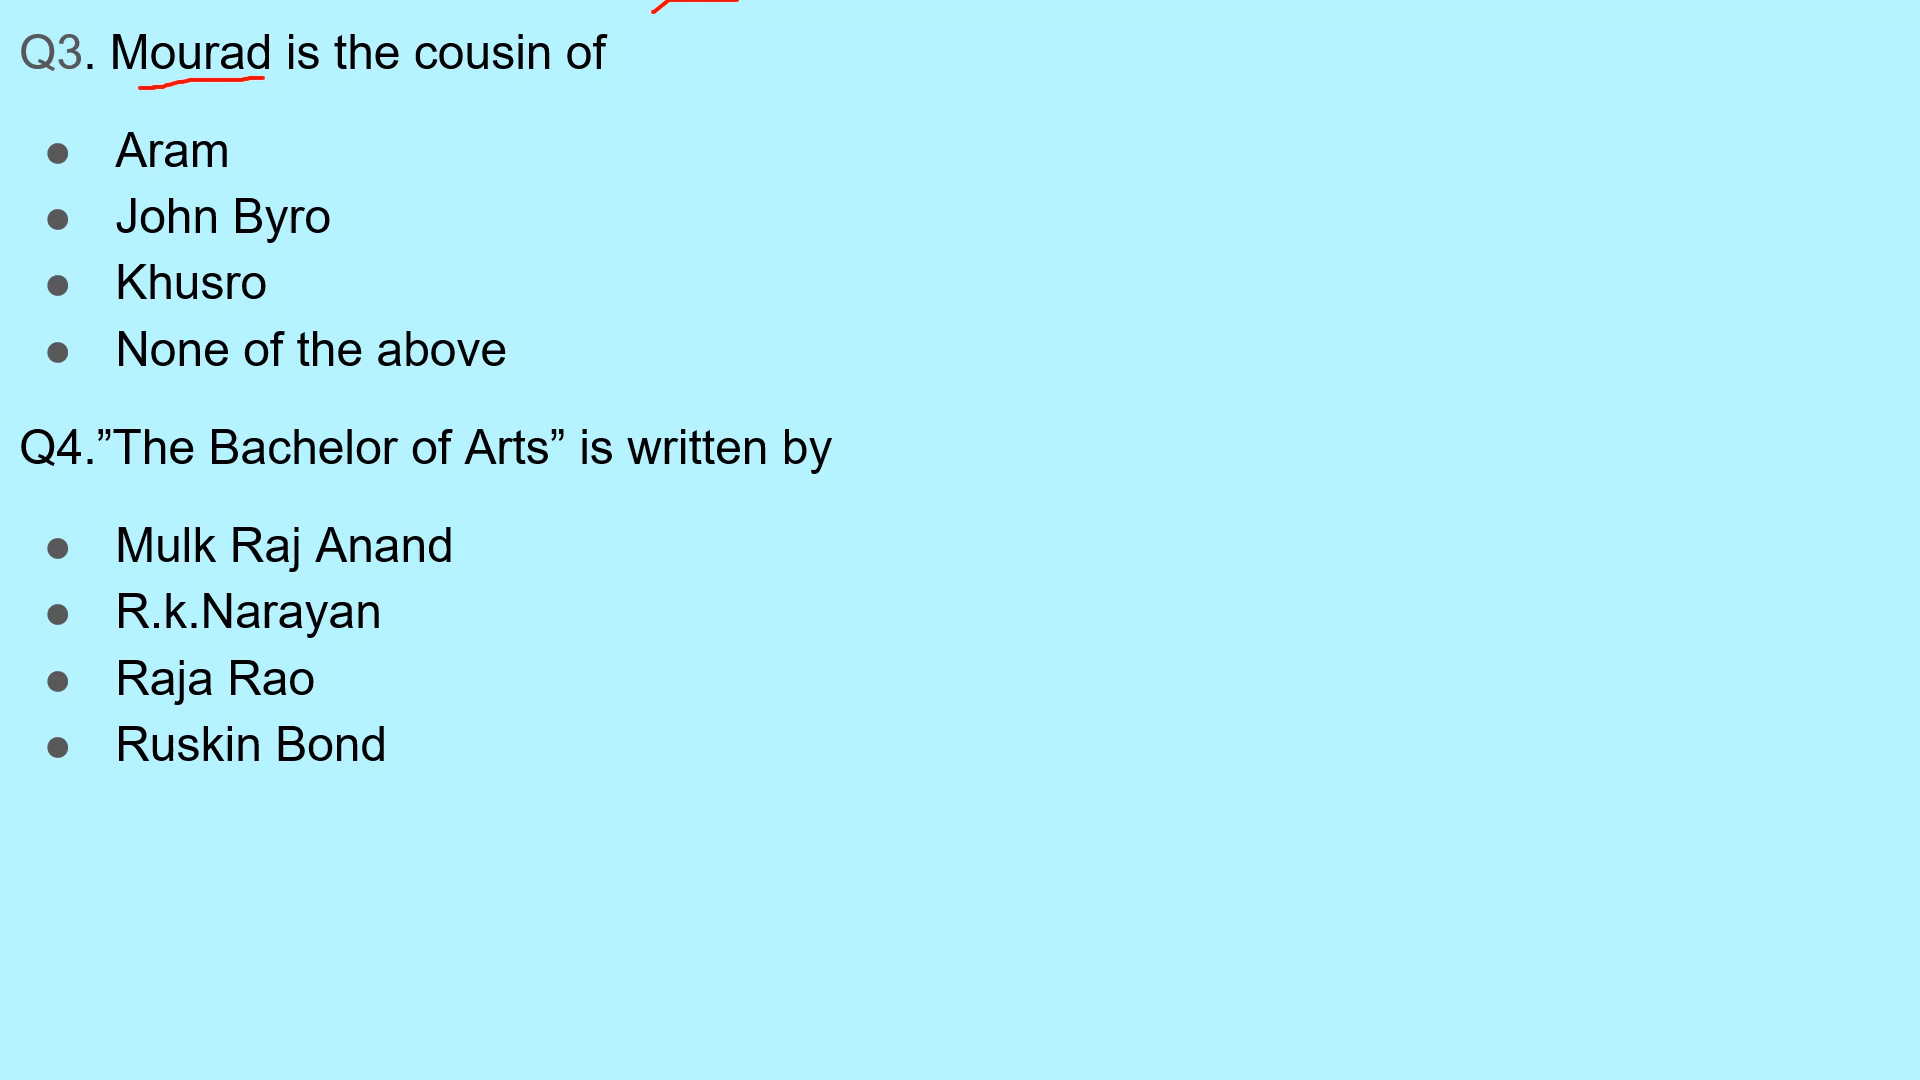 Q3. Mourad is the cousin of
● Aram
● John Byro
● Khusro
● None of the above
Q4.”The Bachelor of Arts” is written by
● Mulk Raj Anand
● R.k.Narayan
● Raja Rao
● Ruskin Bond